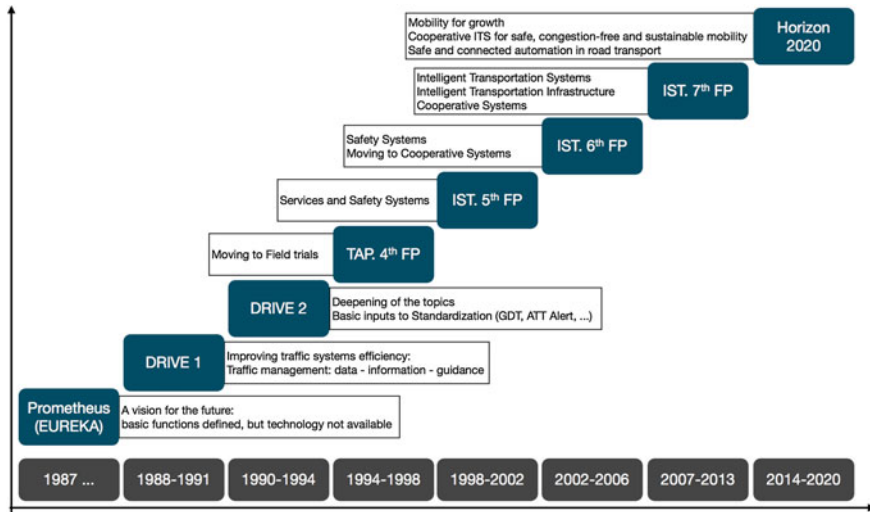 Mobility for growth
Cooperative ITS for safe, congestion-free and sustainable mobility
Safe and connected automation in road transport
Horizon
2020
Intelligent Transportation Systems
Intelligent Transportation Infrastructure
Cooperative Systems
IST. 7th FP
Safety Systems
Moving to Cooperative Systems
IST. 6th FP
Services and Safety Systems
IST. 5th FP
Moving to Field trials
TAP. 4th FP
DRIVE 2
Deepening of the topics
Basic inputs to Standardization (GDT, ATT Alert, ...)
DRIVE 1
Improving traffic systems efficiency:
Traffic management: data - information - guidance
Prometheus
(EUREKA)
A vision for the future:
basic functions defined, but technology not available
1987 ...
1988-1991
1990-1994
1994-1998
1998-2002
2002-2006
2007-2013
2014-2020